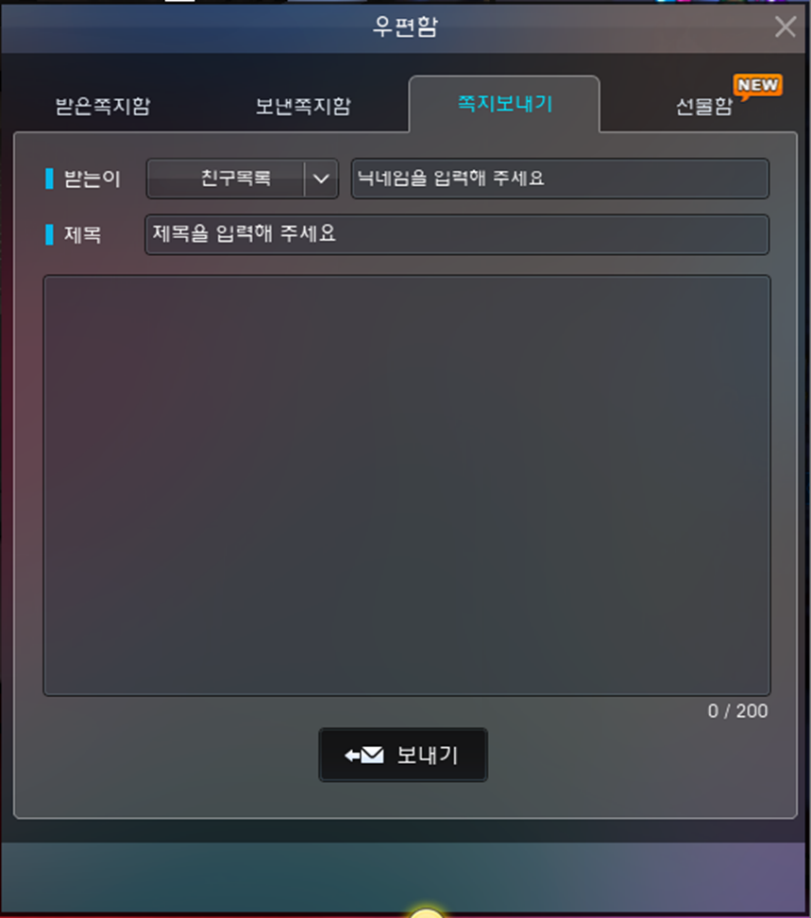 우편함
받은쪽지함 보낸쪽지함 쪽지보내기 선물함 NEW
받는이 친구목록 닉네임을 입력해 주세요
제목 제목을 입력해 주세요
0 / 200
보내기